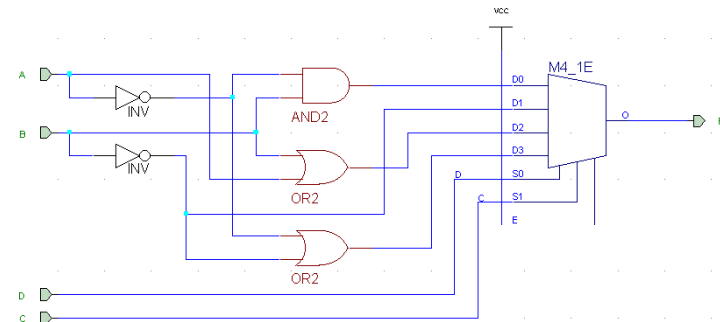 VCC
M4_1E
A
D0
INV
D1
AND2
O
B
D2
INV
D3
D
S0
OR2
C
S1
E
OR2
D
C